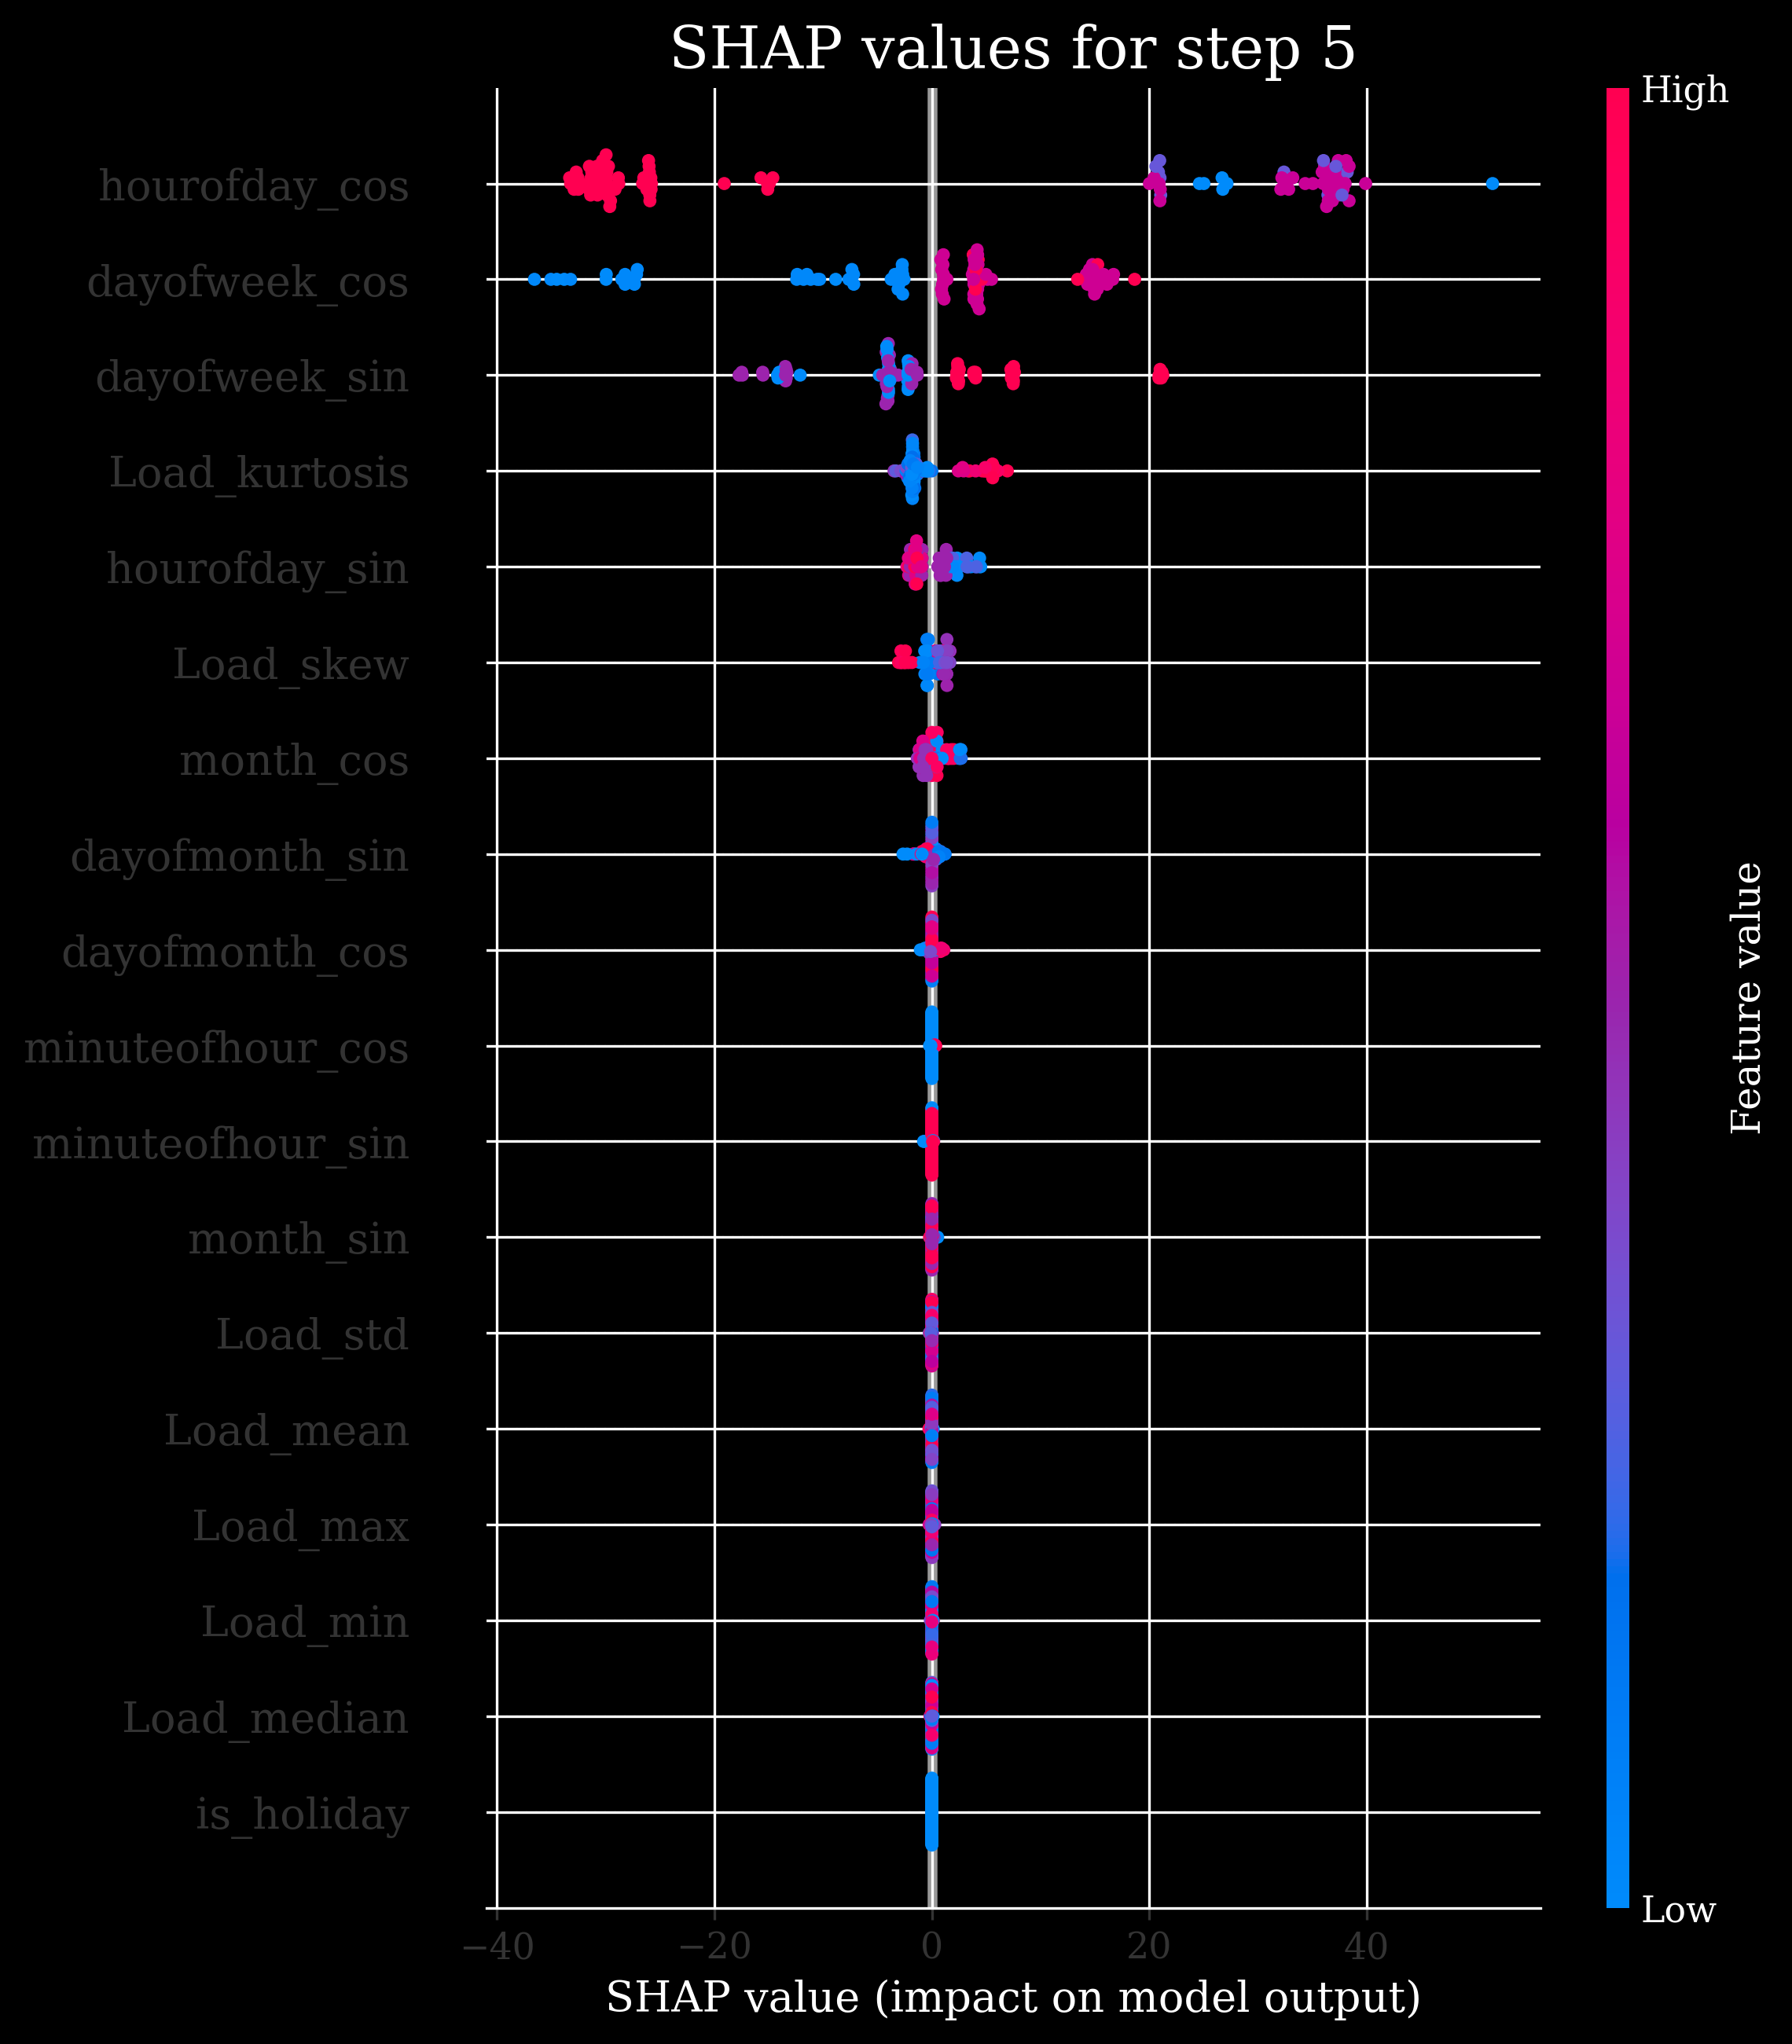 SHAP values for step 5
High
hourofday_cos
dayofweek_cos
dayofweek_sin
Load_kurtosis
hourofday_sin
Load_skew
month_cos
dayofmonth_sin
dayofmonth_cos
minuteofhour_cos
minuteofhour_sin
month_sin
Load_std
Load_mean
Load_max
Load_min
Load_median
is_holiday
Feature value
Low
−40 −20 0 20 40
SHAP value (impact on model output)